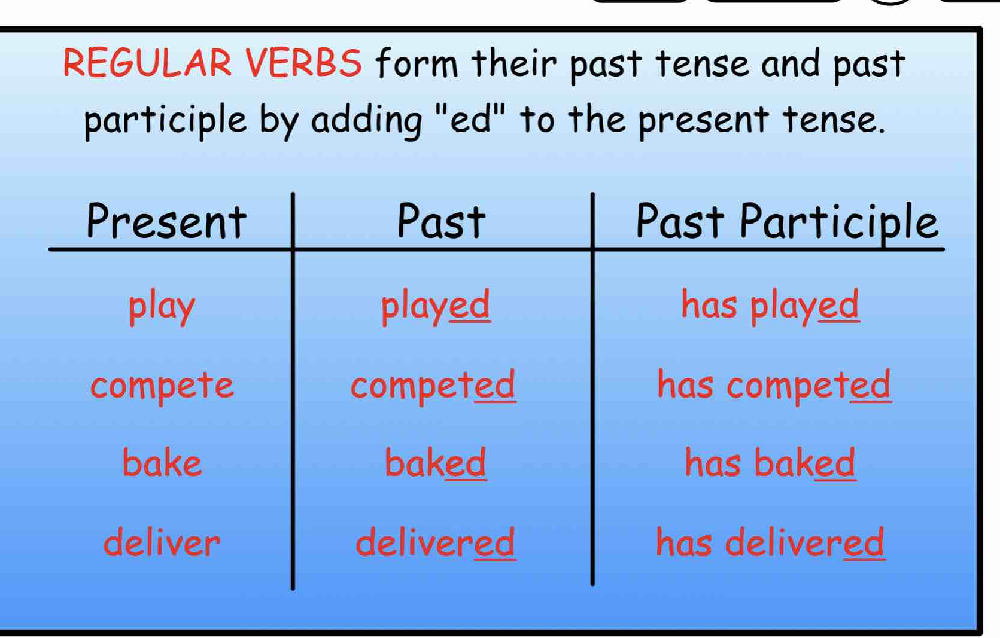 REGULAR VERBS form their past tense and past
participle by adding "ed" to the present tense.
Present Past Past Participle
play played has played
compete competed has competed
bake baked has baked
deliver delivered has delivered